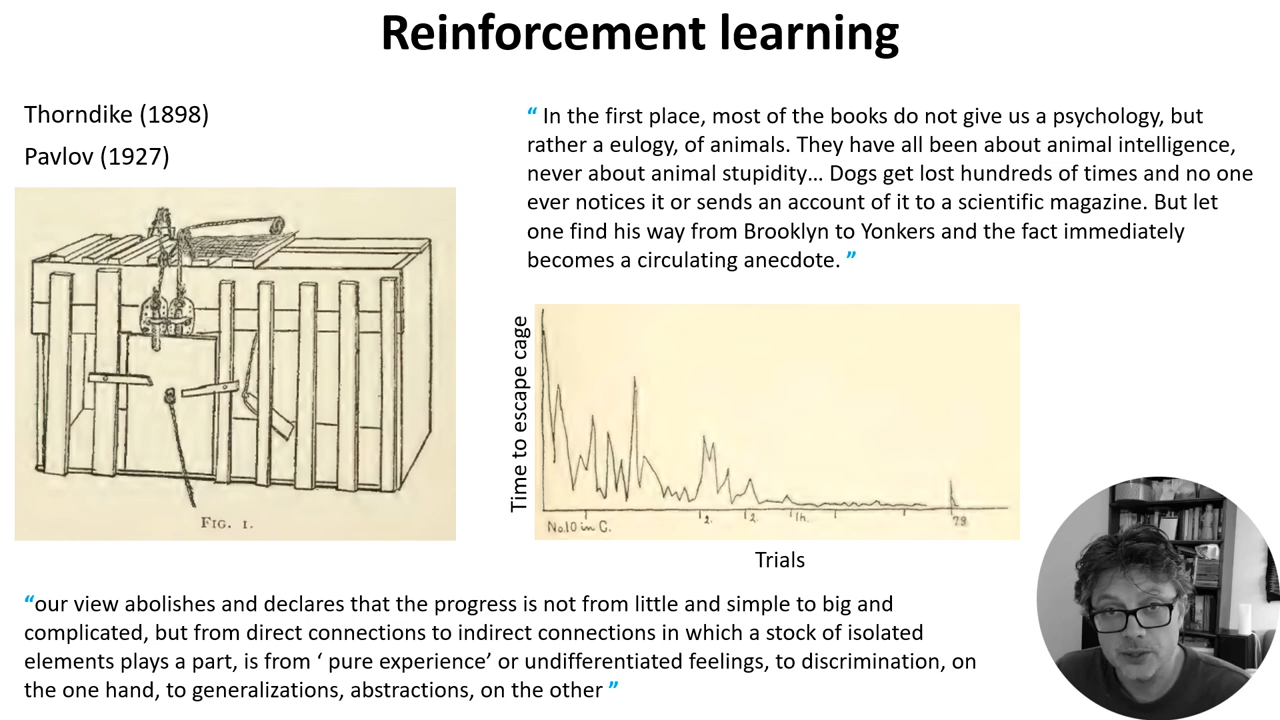 Reinforcement learning
Thorndike (1898)
Pavlov (1927)
“ In the first place, most of the books do not give us a psychology, but
rather a eulogy, of animals. They have all been about animal intelligence,
never about animal stupidity… Dogs get lost hundreds of times and no one
ever notices it or sends an account of it to a scientific magazine. But let
one find his way from Brooklyn to Yonkers and the fact immediately
becomes a circulating anecdote. ”
FIG. 1.
Time to escape cage
No.10 in C.
2.
2.
1h.
Trials
“our view abolishes and declares that the progress is not from little and simple to big and
complicated, but from direct connections to indirect connections in which a stock of isolated
elements plays a part, is from ‘ pure experience’ or undifferentiated feelings, to discrimination, on
the one hand, to generalizations, abstractions, on the other ”